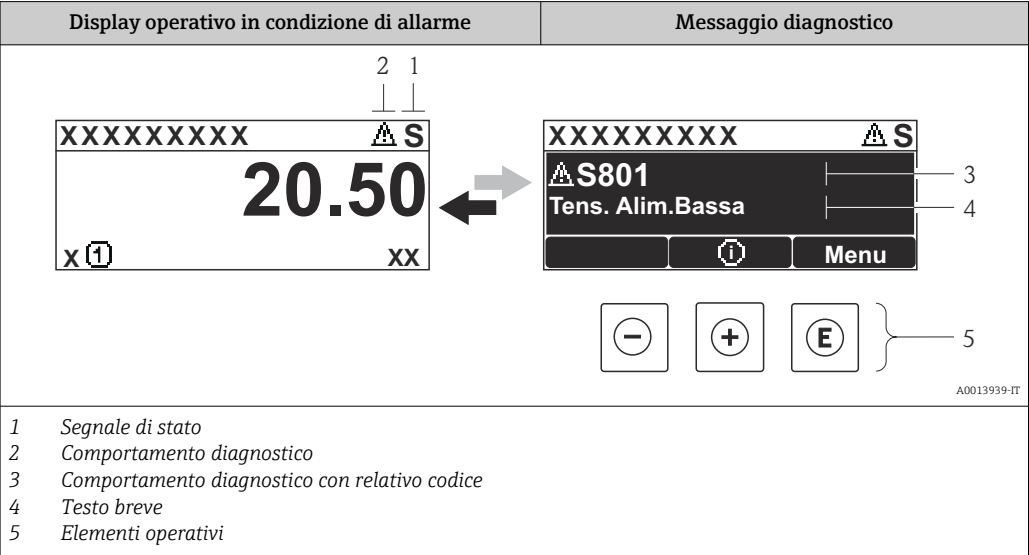 Display operativo in condizione di allarme
Messaggio diagnostico
2 1
XXXXXXXXX S
20.50
x 1 XX
XXXXXXXXX S
S801
Tens. Alim.Bassa
i Menu
3
4
- + E
5
A0013939-IT
1 Segnale di stato
2 Comportamento diagnostico
3 Comportamento diagnostico con relativo codice
4 Testo breve
5 Elementi operativi